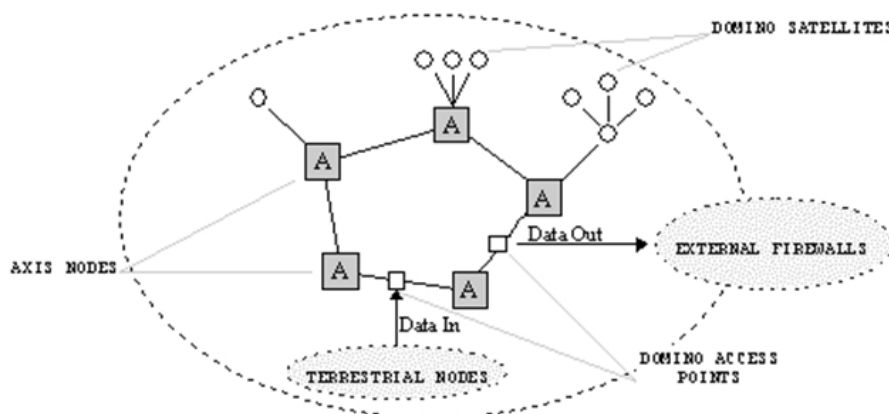 DOMINO SATELLITES
A
A
A
Data Out
EXTERNAL FIREWALLS
AXIS NODES
A
A
Data In
TERRESTRIAL NODES
DOMINO ACCESS
POINTS